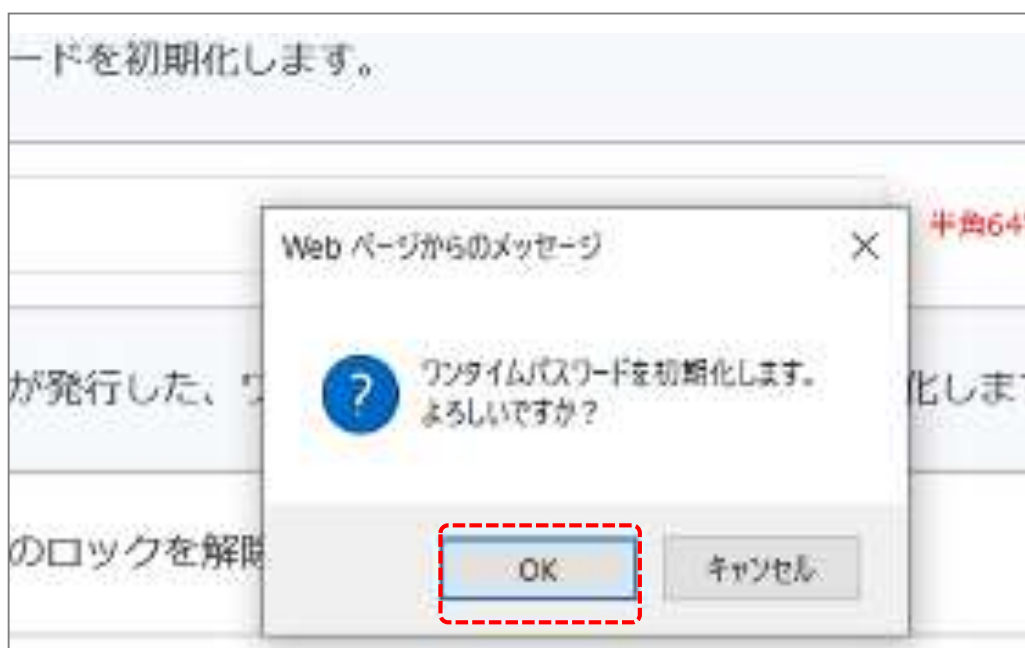 ードを初期化します。
半角64
Web ページからのメッセージ
ワンタイムパスワードを初期化します。
よろしいですか？
が発行した、ワ
化しま
のロックを解除
OK
キャンセル